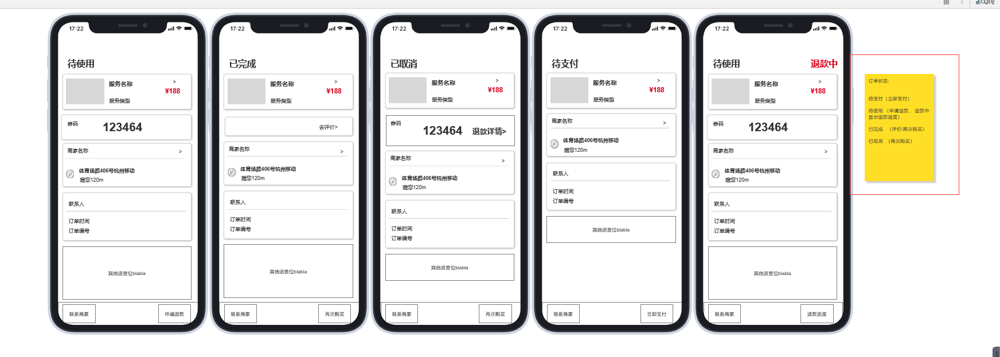 axure
17:22
待使用
服务名称
>
¥188
服务类型
券码
123464
商家名称
>
体育场路406号杭州移动
据您120m
联系人
订单时间
订单编号
其他运营位blabla
联系商家
申请退款
17:22
已完成
服务名称
>
¥188
服务类型
去评价>
商家名称
>
体育场路406号杭州移动
据您120m
联系人
订单时间
订单编号
其他运营位blabla
联系商家
再次购买
17:22
已取消
服务名称
>
¥188
服务类型
券码
123464
退款详情>
商家名称
>
体育场路406号杭州移动
据您120m
联系人
订单时间
订单编号
其他运营位blabla
联系商家
再次购买
17:22
待支付
服务名称
>
¥188
服务类型
商家名称
>
体育场路406号杭州移动
据您120m
联系人
订单时间
订单编号
其他运营位blabla
联系商家
立即支付
17:22
待使用
退款中
服务名称
>
¥188
服务类型
券码
123464
商家名称
>
体育场路406号杭州移动
据您120m
联系人
订单时间
订单编号
其他运营位blabla
联系商家
退款进度
订单状态:
待支付（立即支付）
待使用 （申请退款、 退款中
显示退款进度）
已完成 （评价/再次购买）
已取消 （再次购买）